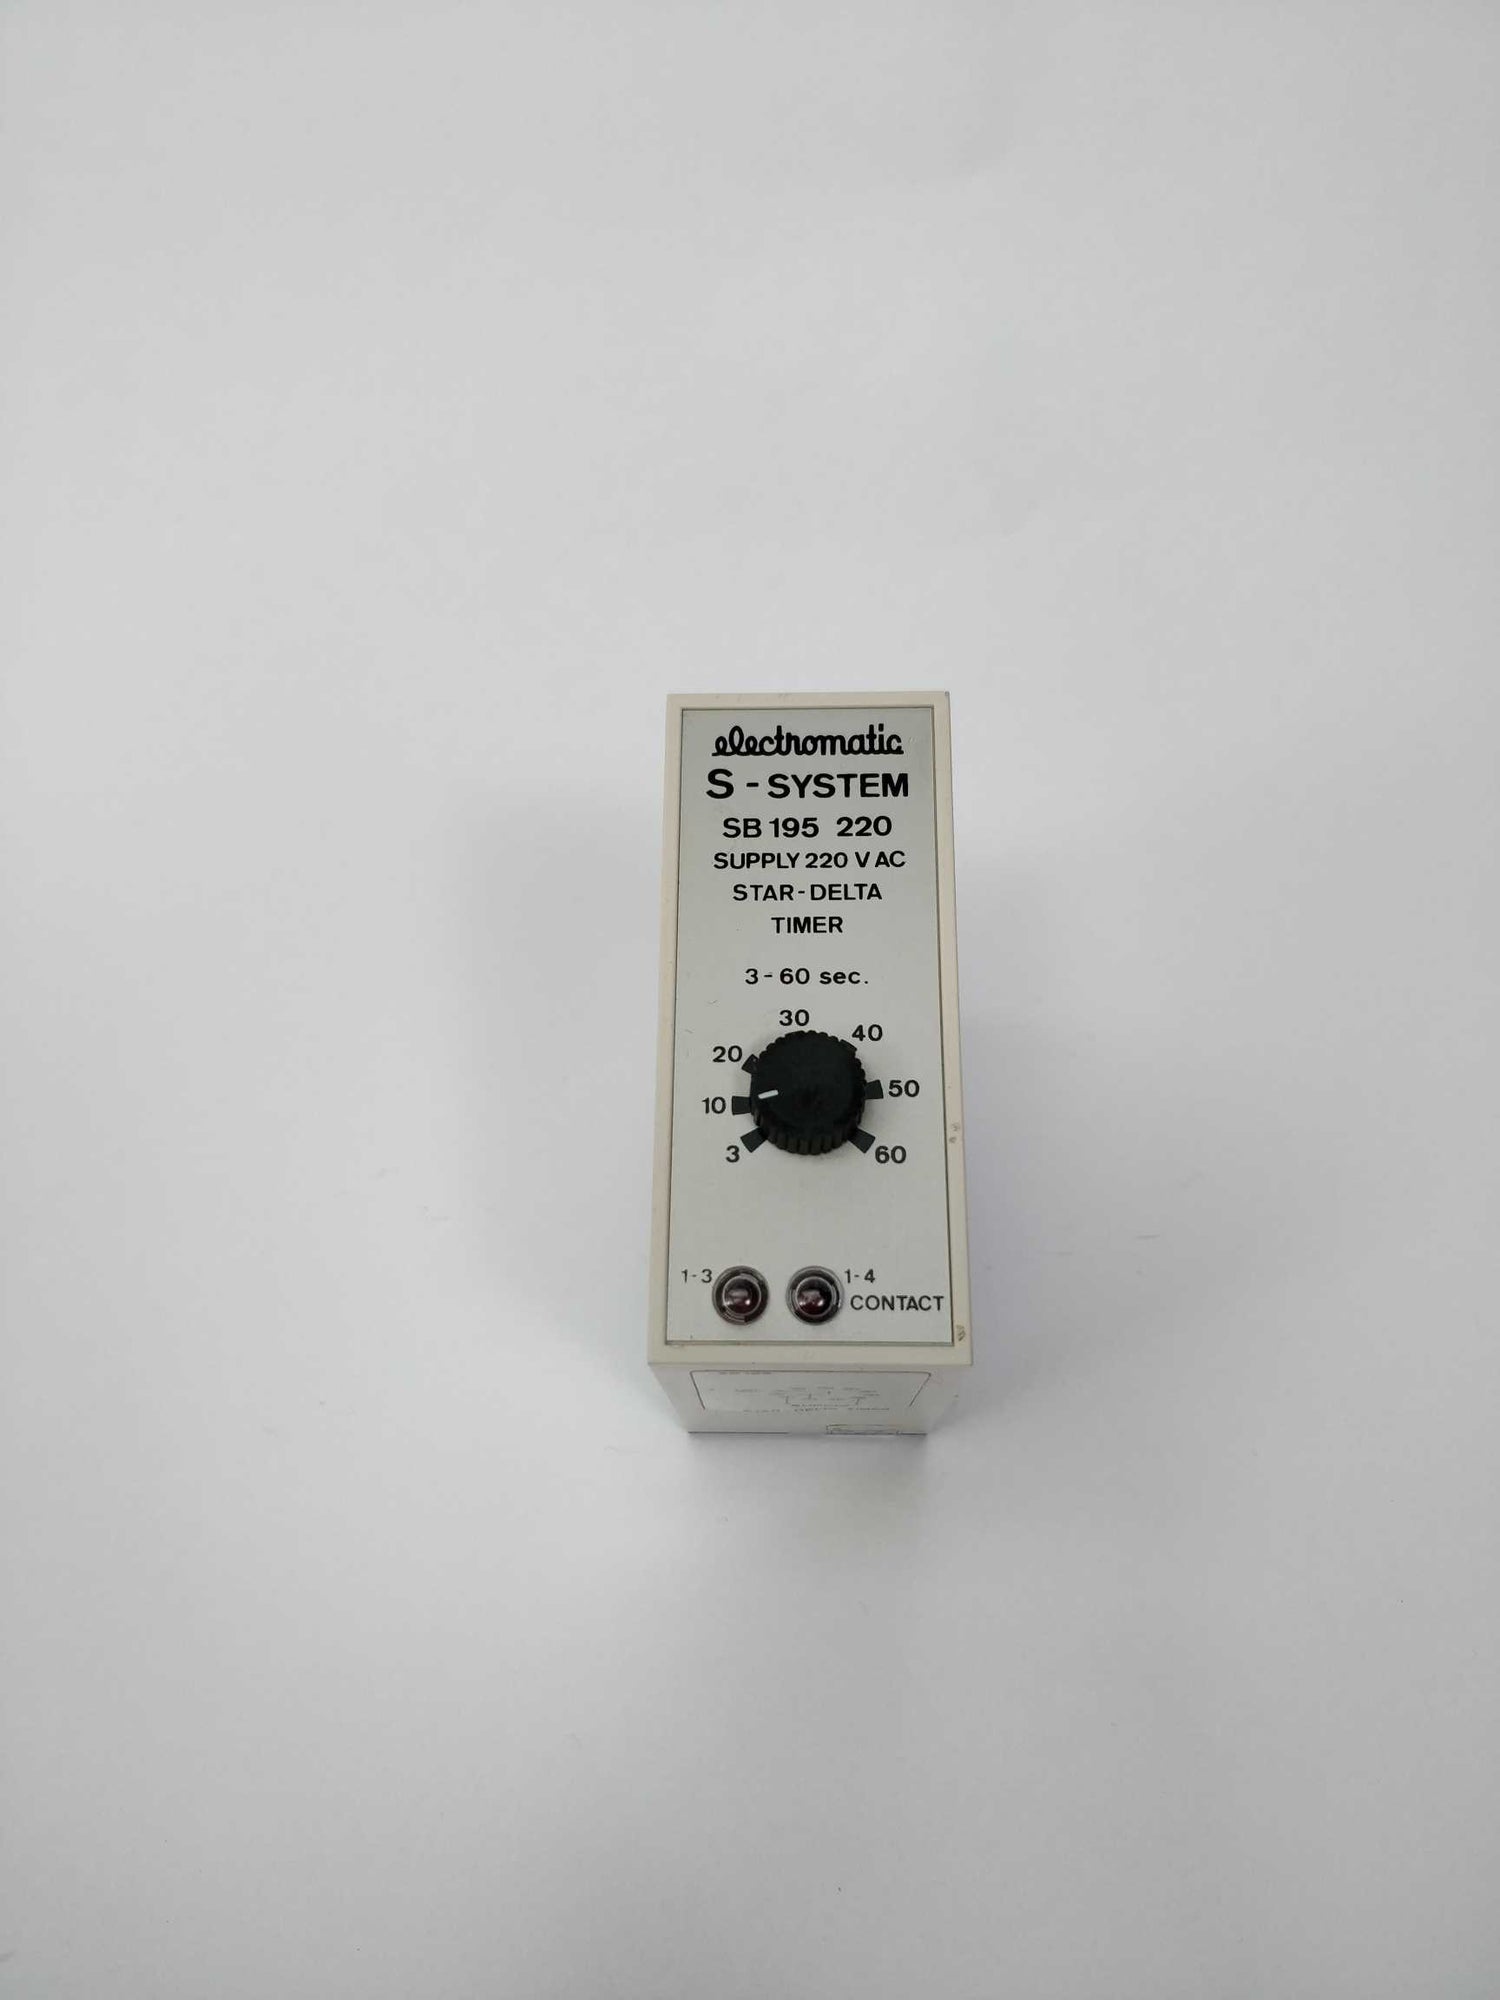 electromatic
S - SYSTEM
SB 195 220
SUPPLY 220 V AC
STAR - DELTA
TIMER
3 - 60 sec.
30
20 40
10 50
3 60
1-3 1-4
CONTACT